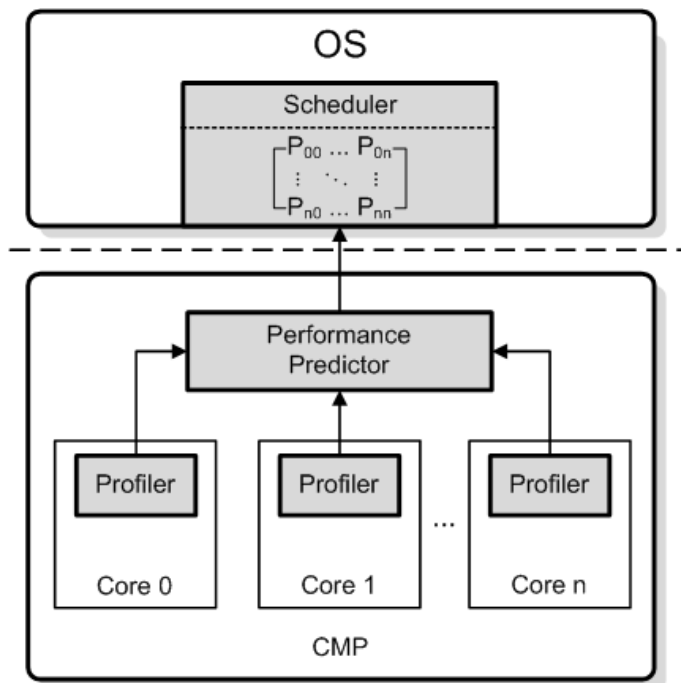 OS
Scheduler
P00 ... P0n
⋮ ⋱ ⋮
Pn0 ... Pnn
Performance
Predictor
Profiler Profiler Profiler
...
Core 0 Core 1 Core n
CMP